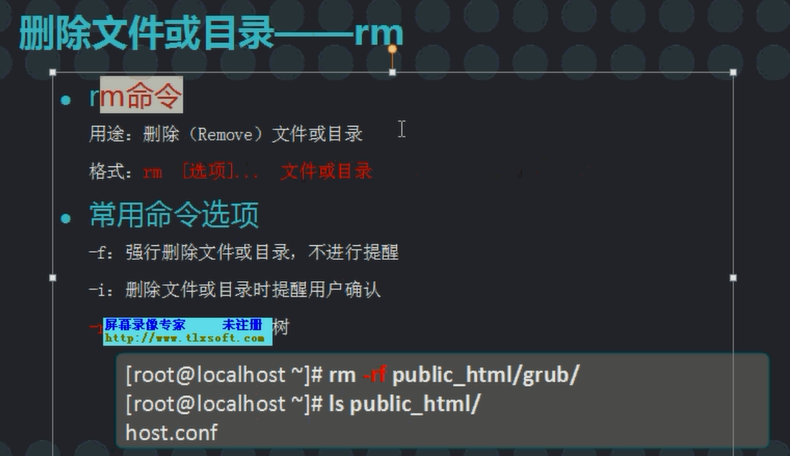 删除文件或目录——rm
rm命令
用途：删除（Remove）文件或目录
格式：rm [选项]... 文件或目录
常用命令选项
-f：强行删除文件或目录，不进行提醒
-i：删除文件或目录时提醒用户确认
屏幕录像专家 未注册
http://www.tlxsoft.com
树
[root@localhost ~]# rm -rf public_html/grub/
[root@localhost ~]# ls public_html/
host.conf